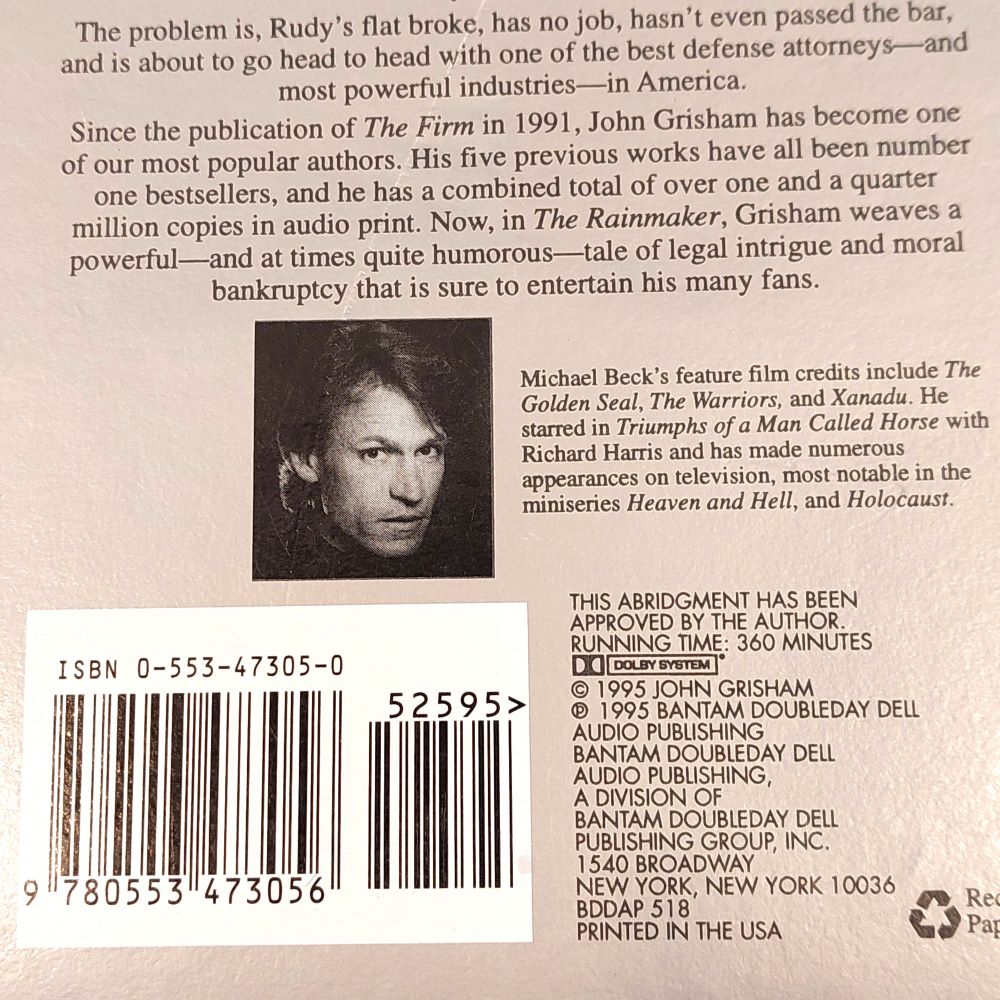 The problem is, Rudy's flat broke, has no job, hasn't even passed the bar,
and is about to go head to head with one of the best defense attorneys—and
most powerful industries—in America.
Since the publication of The Firm in 1991, John Grisham has become one
of our most popular authors. His five previous works have all been number
one bestsellers, and he has a combined total of over one and a quarter
million copies in audio print. Now, in The Rainmaker, Grisham weaves a
powerful—and at times quite humorous—tale of legal intrigue and moral
bankruptcy that is sure to entertain his many fans.
Michael Beck's feature film credits include The
Golden Seal, The Warriors, and Xanadu. He
starred in Triumphs of a Man Called Horse with
Richard Harris and has made numerous
appearances on television, most notable in the
miniseries Heaven and Hell, and Holocaust.
ISBN 0-553-47305-0
52595>
9 780553 473056
THIS ABRIDGMENT HAS BEEN
APPROVED BY THE AUTHOR.
RUNNING TIME: 360 MINUTES
DOLBY SYSTEM
© 1995 JOHN GRISHAM
℗ 1995 BANTAM DOUBLEDAY DELL
AUDIO PUBLISHING
BANTAM DOUBLEDAY DELL
AUDIO PUBLISHING,
A DIVISION OF
BANTAM DOUBLEDAY DELL
PUBLISHING GROUP, INC.
1540 BROADWAY
NEW YORK, NEW YORK 10036
BDDAP 518
PRINTED IN THE USA